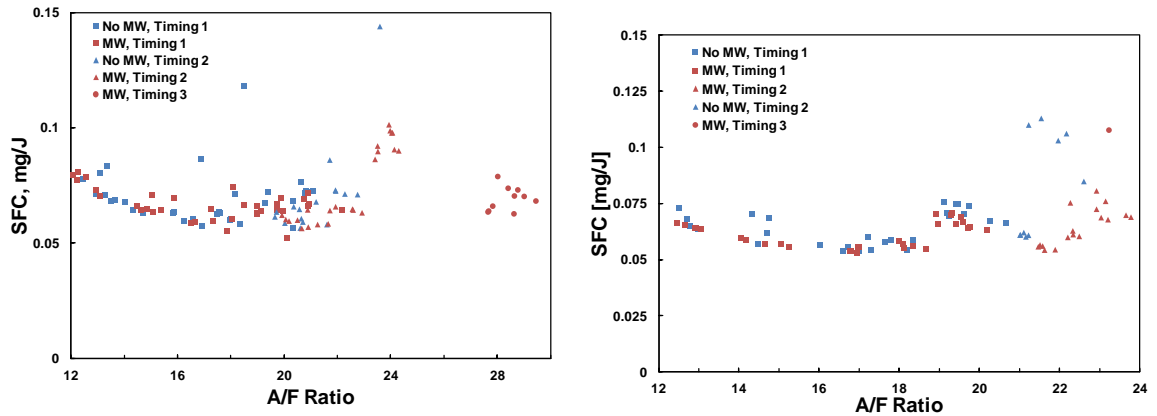 0.15
No MW, Timing 1
MW, Timing 1
No MW, Timing 2
MW, Timing 2
MW, Timing 3
0.1
0.05
0
12 16 20 24 28
SFC, mg/J
A/F Ratio
0.15
No MW, Timing 1
MW, Timing 1
MW, Timing 2
No MW, Timing 2
MW, Timing 3
0.125
0.1
0.075
0.05
0.025
0
12 14 16 18 20 22 24
SFC [mg/J]
A/F Ratio